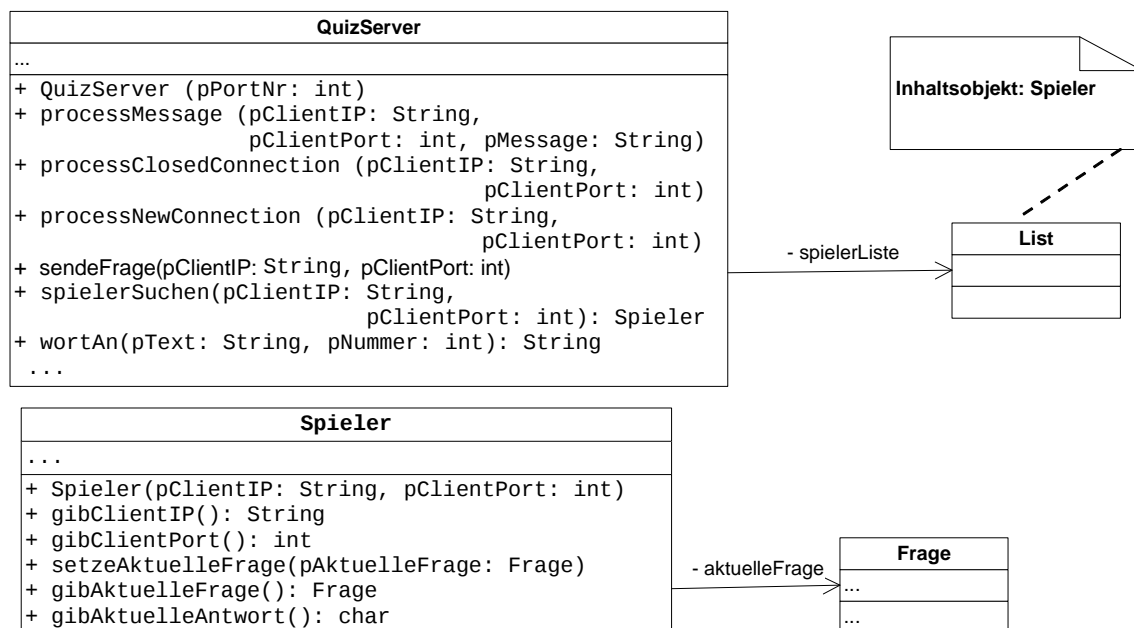 QuizServer
...
+ QuizServer (pPortNr: int)
+ processMessage (pClientIP: String,
pClientPort: int, pMessage: String)
+ processClosedConnection (pClientIP: String,
pClientPort: int)
+ processNewConnection (pClientIP: String,
pClientPort: int)
+ sendeFrage(pClientIP: String, pClientPort: int)
+ spielerSuchen(pClientIP: String,
pClientPort: int): Spieler
+ wortAn(pText: String, pNummer: int): String
...
- spielerListe
Inhaltsobjekt: Spieler
List
Spieler
...
+ Spieler(pClientIP: String, pClientPort: int)
+ gibClientIP(): String
+ gibClientPort(): int
+ setzeAktuelleFrage(pAktuelleFrage: Frage)
+ gibAktuelleFrage(): Frage
+ gibAktuelleAntwort(): char
- aktuelleFrage
Frage
...
...